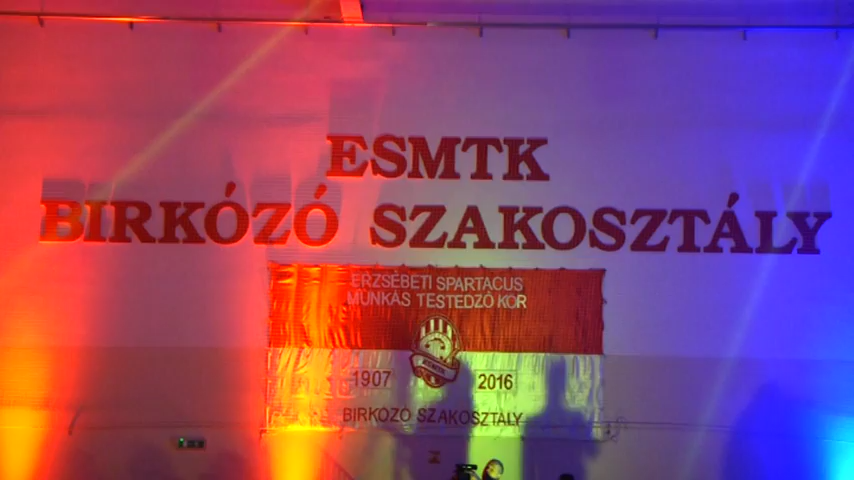 ESMTK
BIRKÓZÓ SZAKOSZTÁLY
ERZSÉBETI SPARTACUS
MUNKÁS TESTEDZŐ KÖR
1907 2016
BIRKÓZÓ SZAKOSZTÁLY